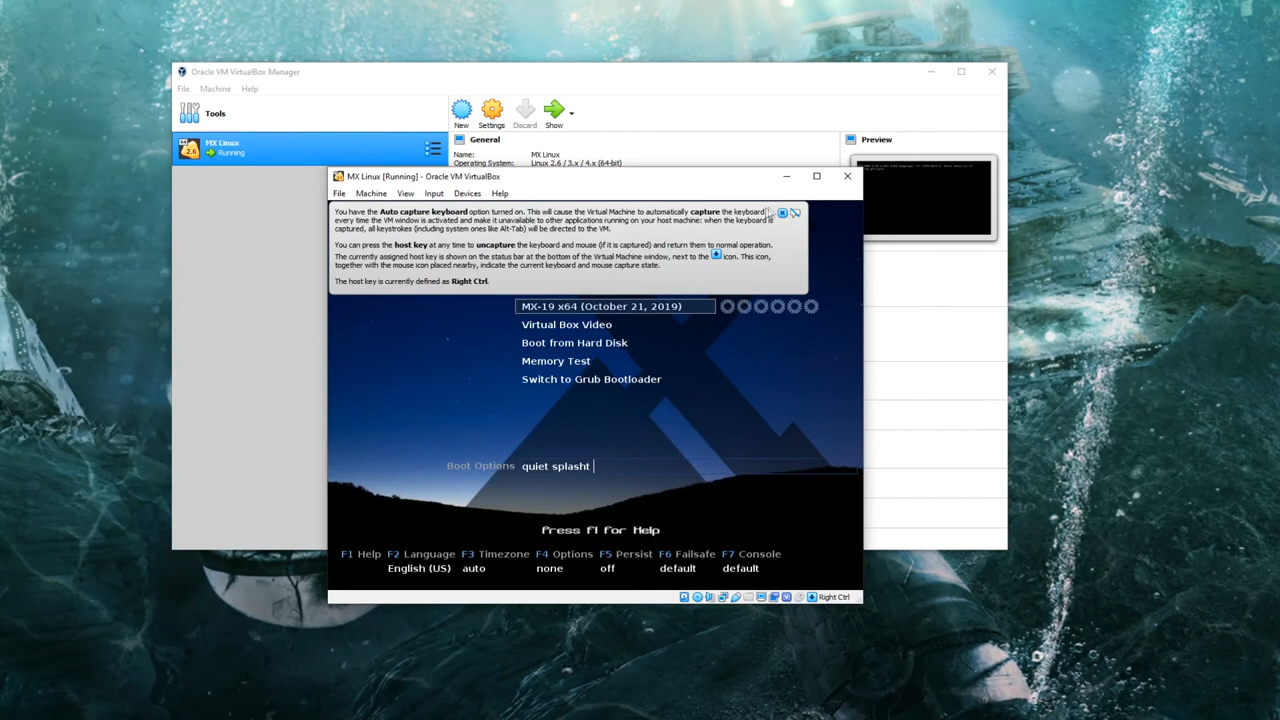 Oracle VM VirtualBox Manager
File Machine Help
Tools
New Settings Discard Show
MX Linux
Running
General
Name: MX Linux
Operating System: Linux 2.6 / 3.x / 4.x (64-bit)
Preview
MX Linux [Running] - Oracle VM VirtualBox
File Machine View Input Devices Help
You have the Auto capture keyboard option turned on. This will cause the Virtual Machine to automatically capture the keyboard
every time the VM window is activated and make it unavailable to other applications running on your host machine: when the keyboard is
captured, all keystrokes (including system ones like Alt-Tab) will be directed to the VM.
You can press the host key at any time to uncapture the keyboard and mouse (if it is captured) and return them to normal operation.
The currently assigned host key is shown on the status bar at the bottom of the Virtual Machine window, next to the icon. This icon,
together with the mouse icon placed nearby, indicate the current keyboard and mouse capture state.
The host key is currently defined as Right Ctrl.
MX-19 x64 (October 21, 2019)
Virtual Box Video
Boot from Hard Disk
Memory Test
Switch to Grub Bootloader
Boot Options quiet splasht
Press F1 for Help
F1 Help F2 Language F3 Timezone F4 Options F5 Persist F6 Failsafe F7 Console
English (US) auto none off default default
Right Ctrl